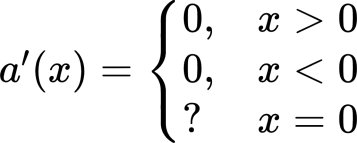 a′(x) = { 0, x > 0
0, x < 0
? x = 0